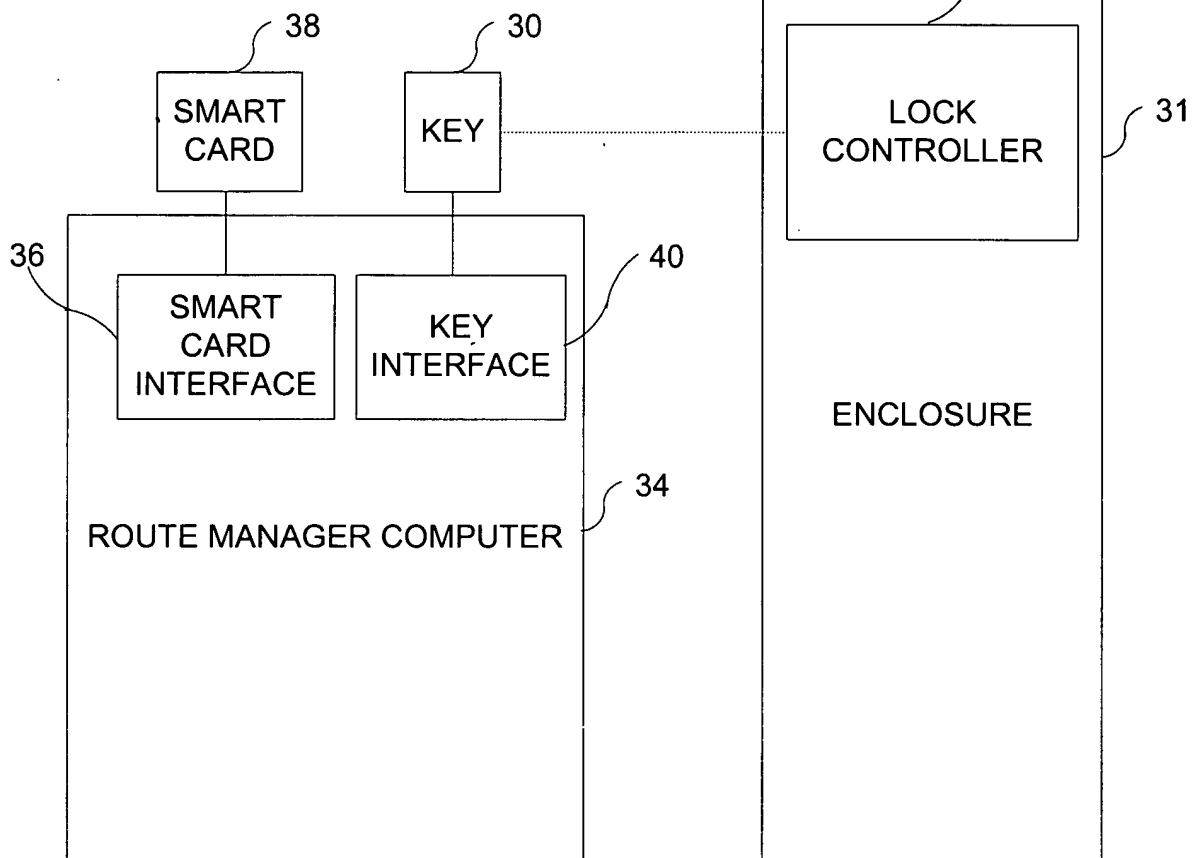 38
30
SMART
CARD
KEY
LOCK
CONTROLLER
31
36
40
SMART
CARD
INTERFACE
KEY
INTERFACE
ENCLOSURE
34
ROUTE MANAGER COMPUTER